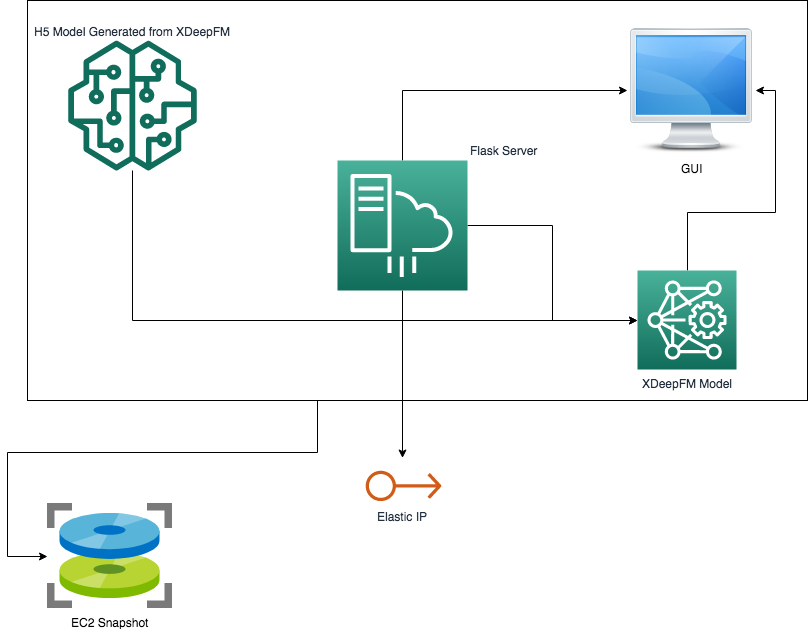 H5 Model Generated from XDeepFM
Flask Server
GUI
XDeepFM Model
Elastic IP
EC2 Snapshot